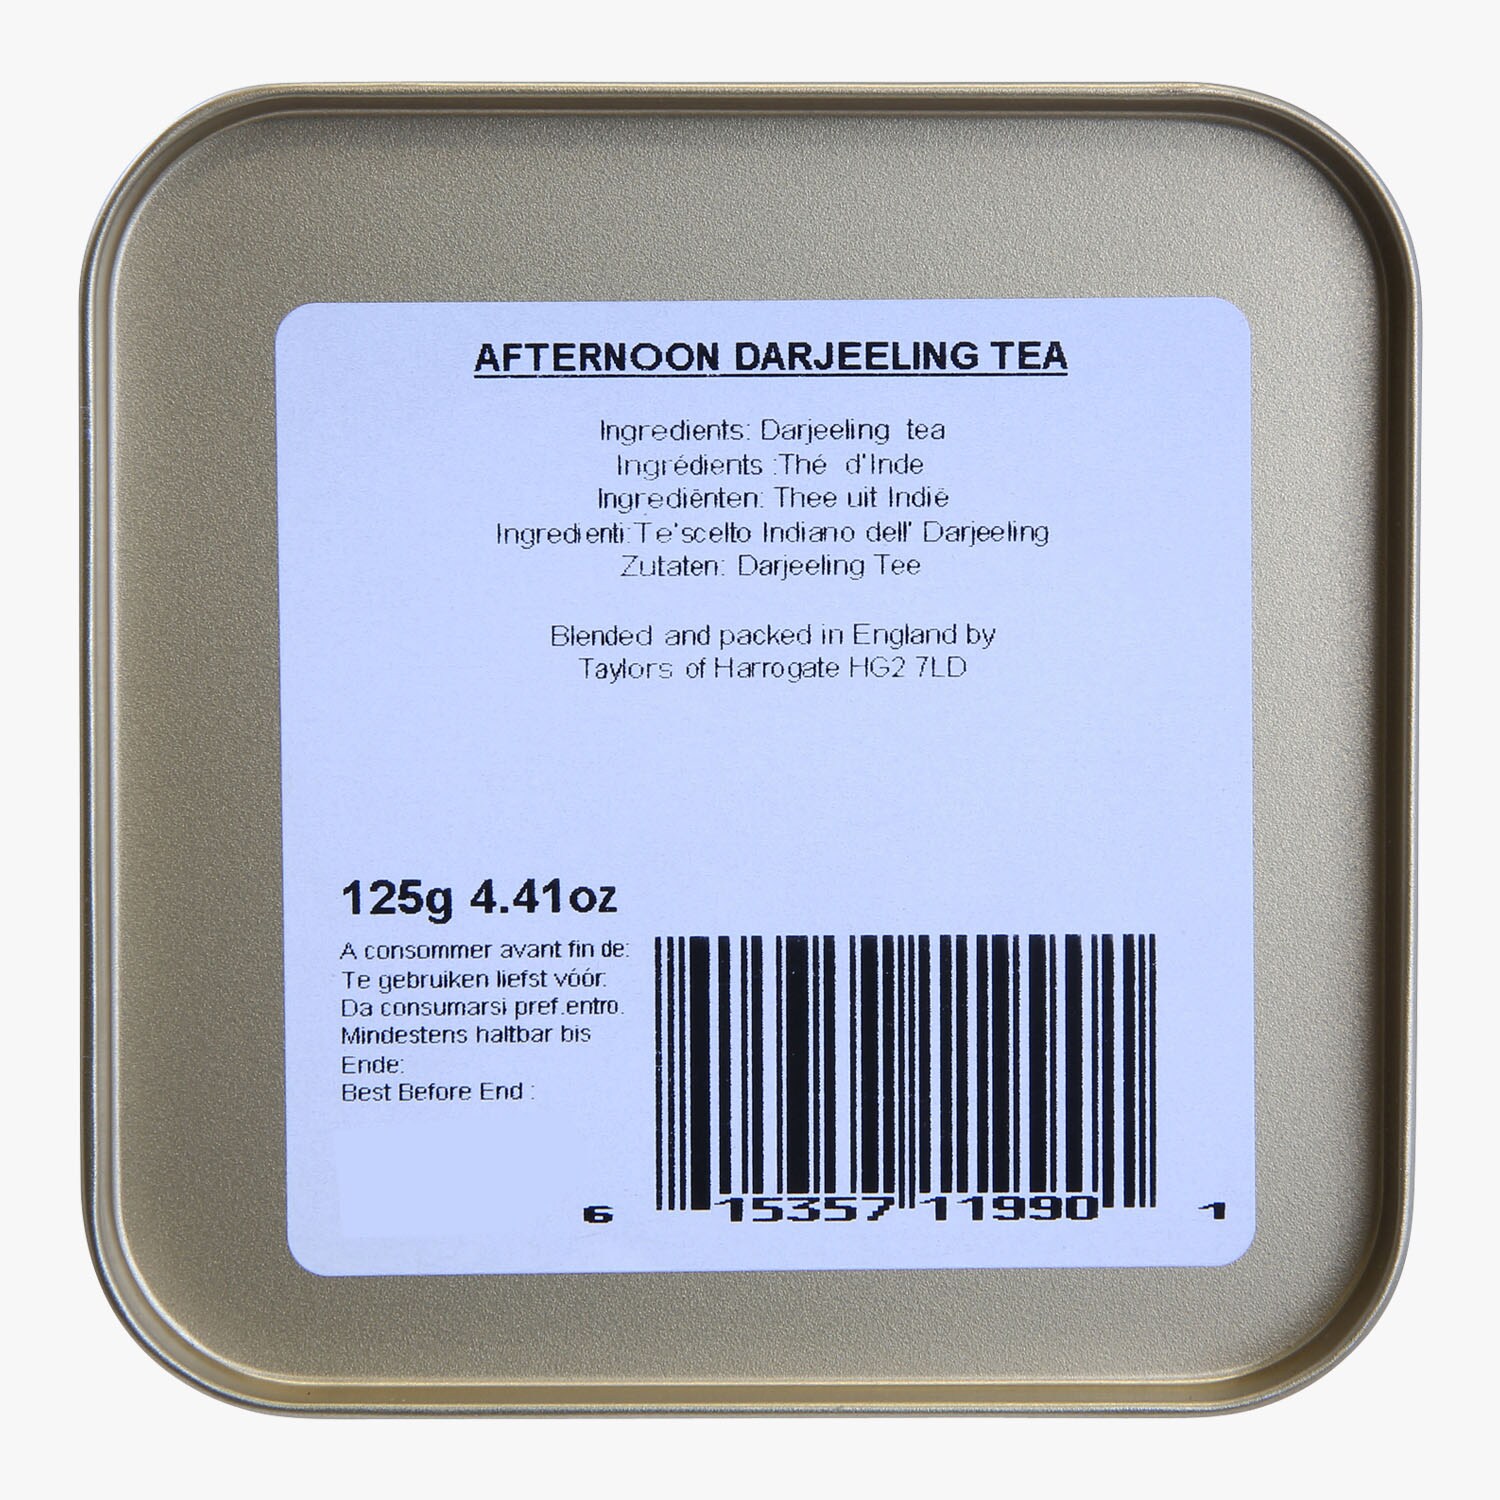 AFTERNOON DARJEELING TEA
Ingredients: Darjeeling tea
Ingrédients :Thé d'Inde
Ingrediënten: Thee uit Indië
Ingredienti:Te'scelto Indiano dell' Darjeeling
Zutaten: Darjeeling Tee
Blended and packed in England by
Taylors of Harrogate HG2 7LD
125g 4.41oz
A consommer avant fin de:
Te gebruiken liefst vóór:
Da consumarsi pref.entro.
Mindestens haltbar bis
Ende:
Best Before End :
6 15357 11990 1